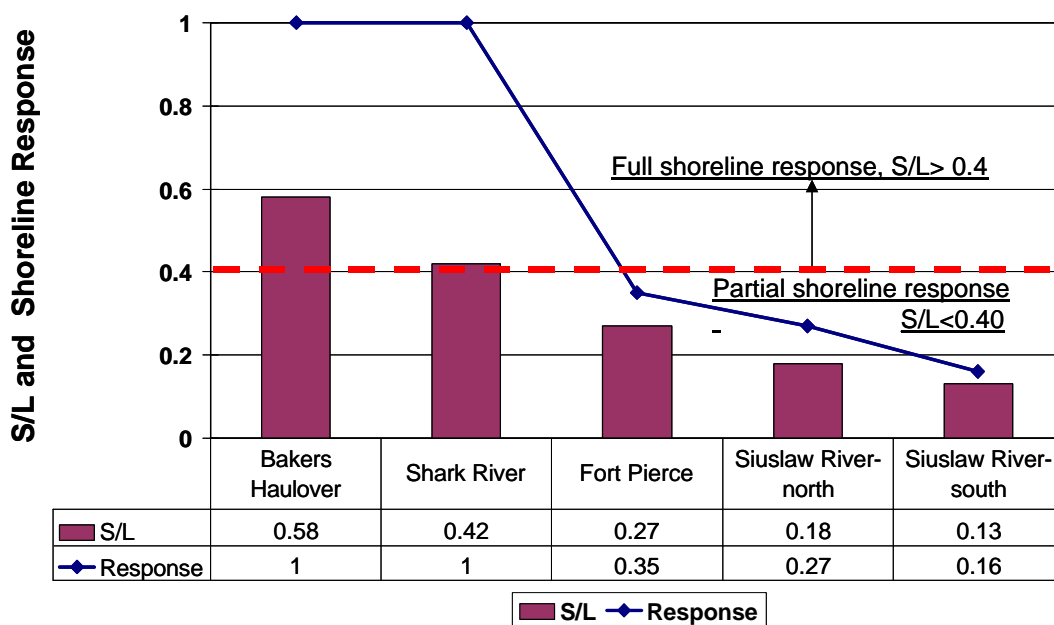 S/L and Shoreline Response
1
0.8
0.6
0.4
0.2
0
Full shoreline response, S/L> 0.4
Partial shoreline response
S/L<0.40
Bakers Haulover
Shark River
Fort Pierce
Siuslaw River-north
Siuslaw River-south
S/L 0.58 0.42 0.27 0.18 0.13
Response 1 1 0.35 0.27 0.16
S/L Response